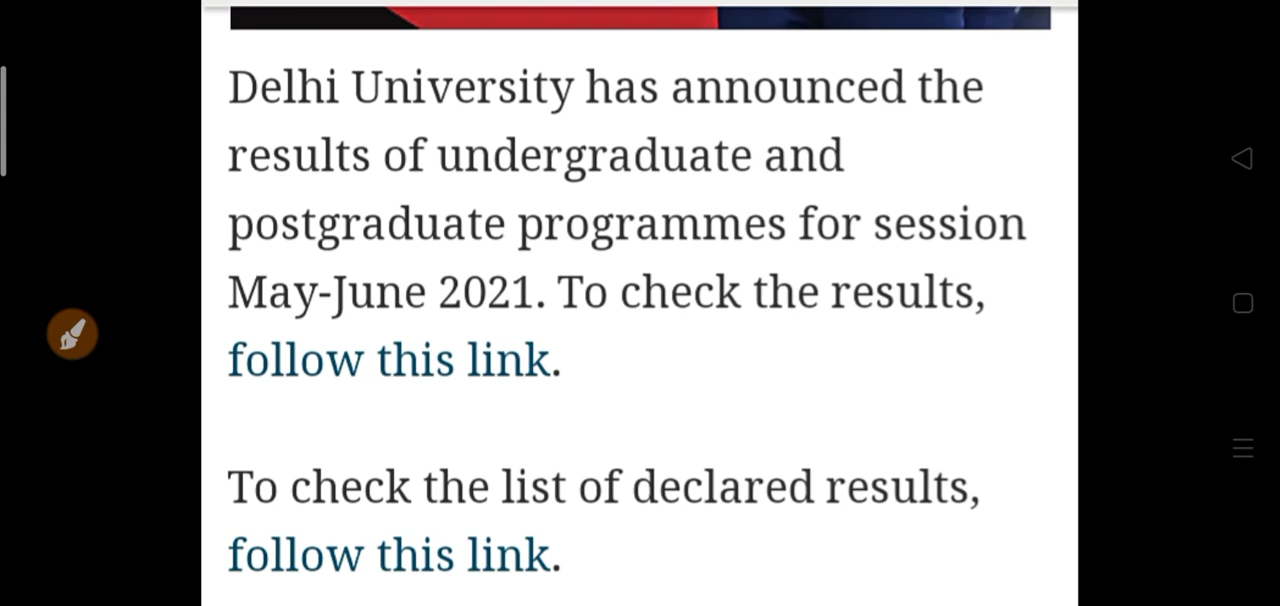 Delhi University has announced the
results of undergraduate and
postgraduate programmes for session
May-June 2021. To check the results,
follow this link.
To check the list of declared results,
follow this link.